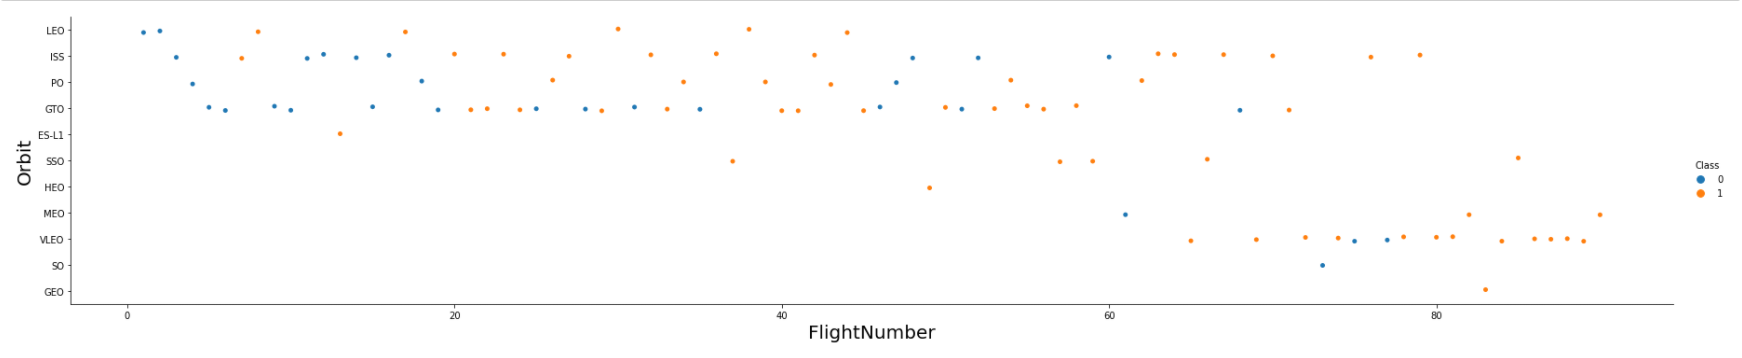 LEO
ISS
PO
GTO
ES-L1
SSO
HEO
MEO
VLEO
SO
GEO
Orbit
0
20
40
60
80
FlightNumber
Class
0
1